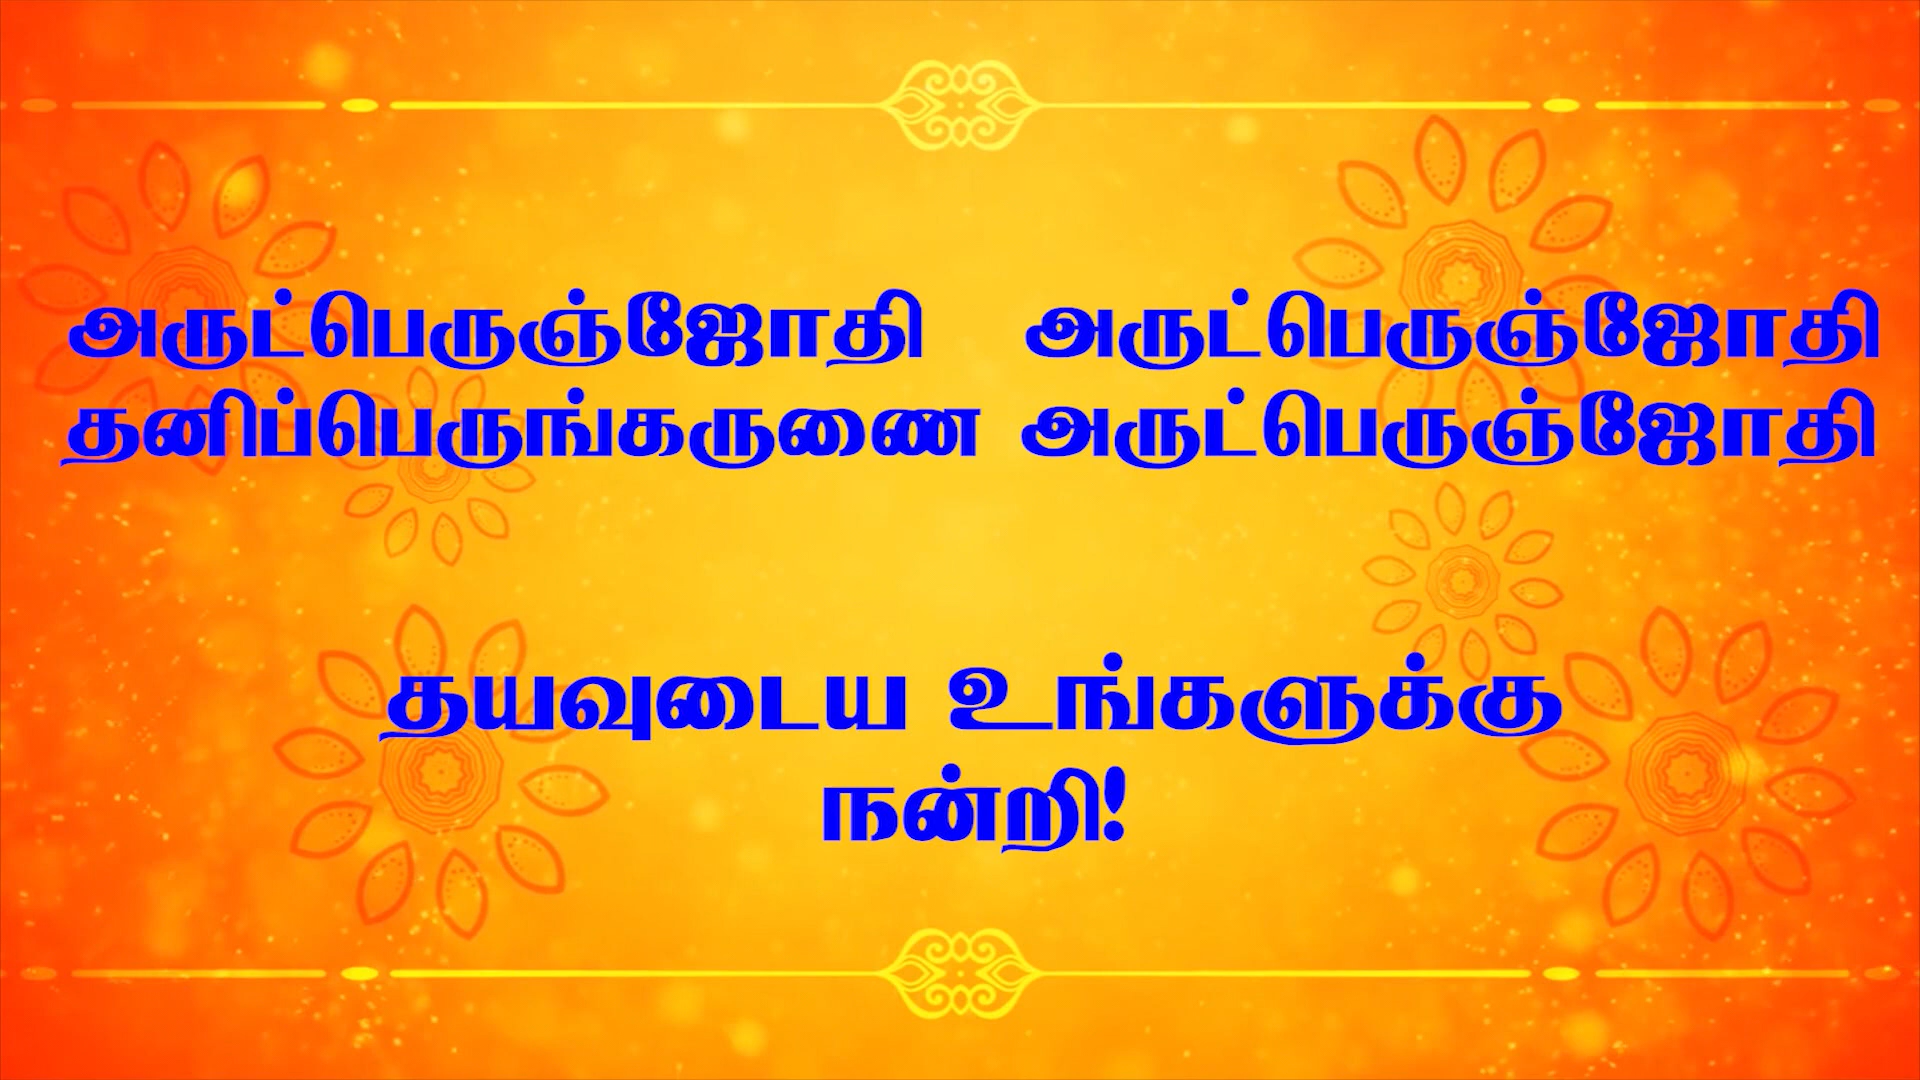 அருட்பெருஞ்ஜோதி அருட்பெருஞ்ஜோதி
தனிப்பெருங்கருணை அருட்பெருஞ்ஜோதி
தயவுடைய உங்களுக்கு
நன்றி!